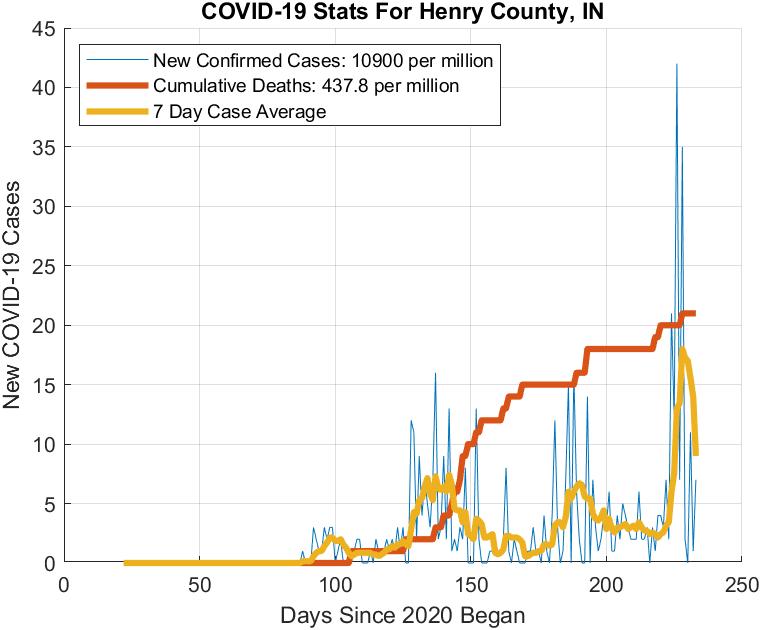 COVID-19 Stats For Henry County, IN
New Confirmed Cases: 10900 per million
Cumulative Deaths: 437.8 per million
7 Day Case Average
New COVID-19 Cases
45
40
35
30
25
20
15
10
5
0
0 50 100 150 200 250
Days Since 2020 Began